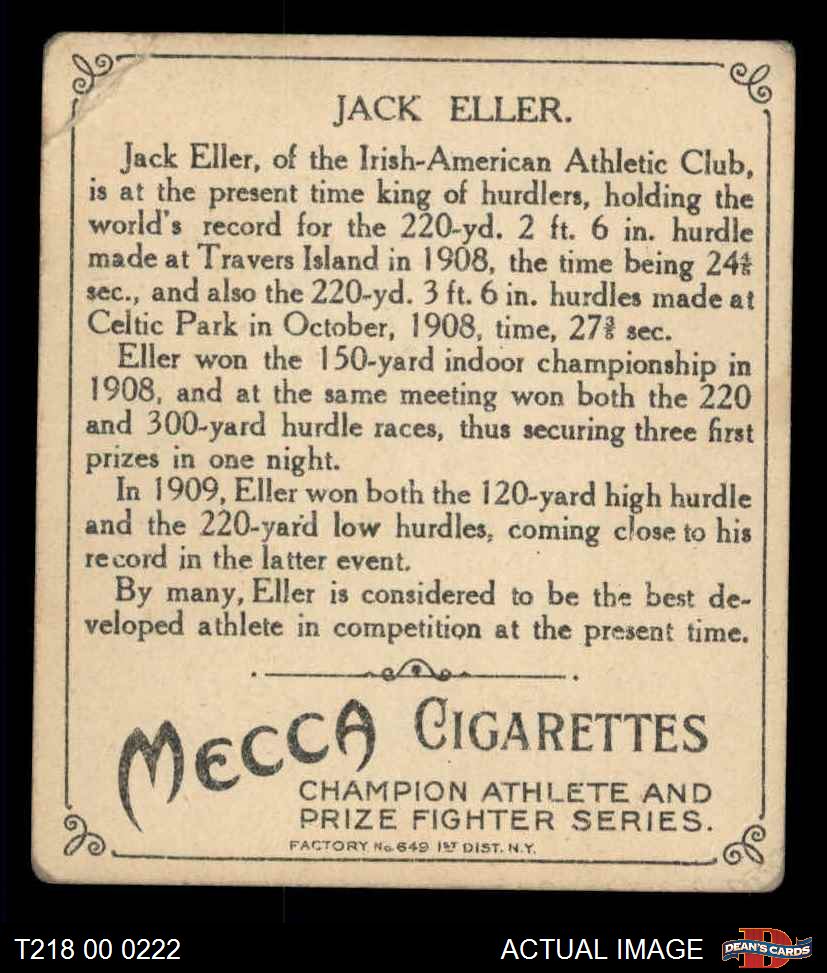 JACK ELLER.
Jack Eller, of the Irish-American Athletic Club,
is at the present time king of hurdlers, holding the
world's record for the 220-yd. 2 ft. 6 in. hurdle
made at Travers Island in 1908, the time being 24⅘
sec., and also the 220-yd. 3 ft. 6 in. hurdles made at
Celtic Park in October, 1908, time, 27⅗ sec.
Eller won the 150-yard indoor championship in
1908, and at the same meeting won both the 220
and 300-yard hurdle races, thus securing three first
prizes in one night.
In 1909, Eller won both the 120-yard high hurdle
and the 220-yard low hurdles, coming close to his
record in the latter event.
By many, Eller is considered to be the best de-
veloped athlete in competition at the present time.
MECCA CIGARETTES
CHAMPION ATHLETE AND
PRIZE FIGHTER SERIES.
FACTORY No. 649 1ST DIST. N.Y.
T218 00 0222 ACTUAL IMAGE DEAN'S CARDS